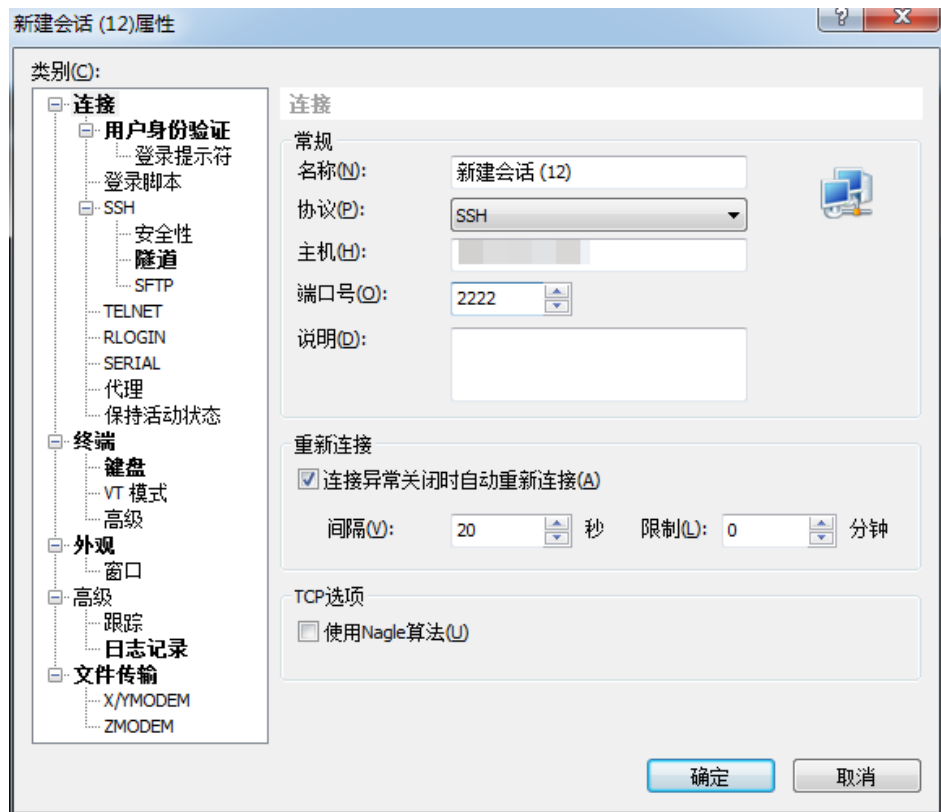 新建会话 (12)属性
类别(C):
连接
用户身份验证
登录提示符
登录脚本
SSH
安全性
隧道
SFTP
TELNET
RLOGIN
SERIAL
代理
保持活动状态
终端
键盘
VT 模式
高级
外观
窗口
高级
跟踪
日志记录
文件传输
X/YMODEM
ZMODEM
连接
常规
名称(N): 新建会话 (12)
协议(P): SSH
主机(H):
端口号(O): 2222
说明(D):
重新连接
连接异常关闭时自动重新连接(A)
间隔(V): 20 秒 限制(L): 0 分钟
TCP选项
使用Nagle算法(U)
确定 取消